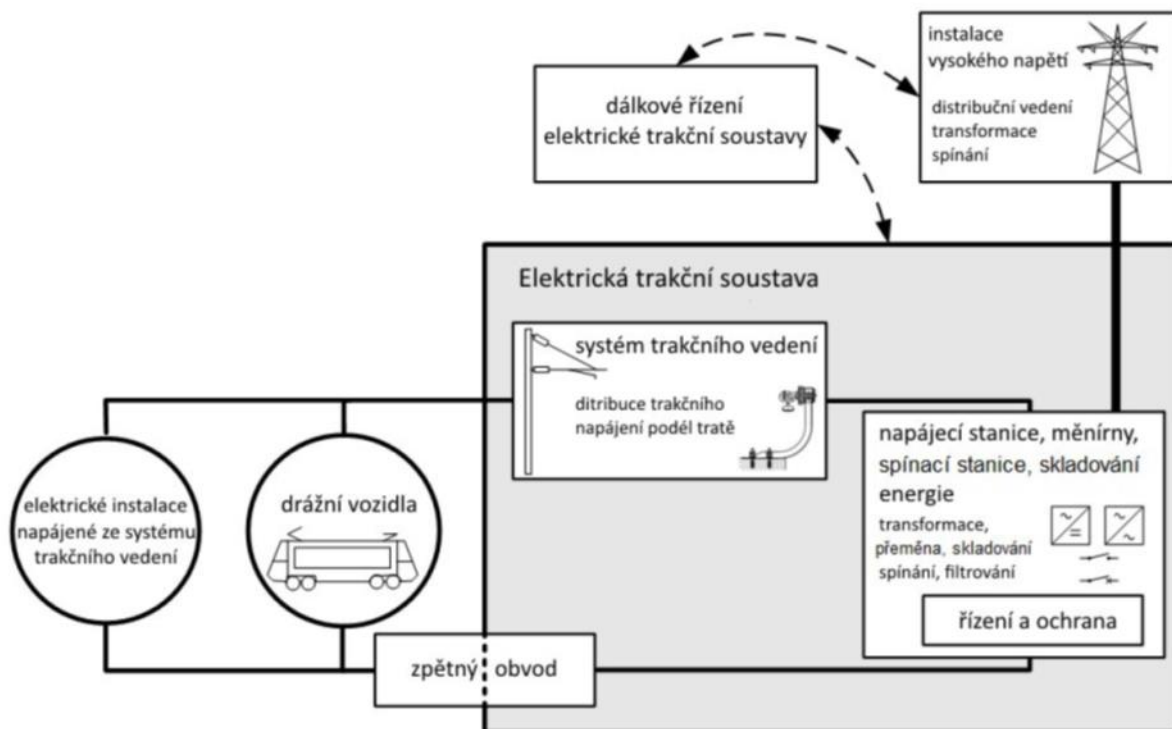 instalace
vysokého napětí
distribuční vedení
transformace
spínání
dálkové řízení
elektrické trakční soustavy
Elektrická trakční soustava
systém trakčního vedení
ditribuce trakčního
napájení podél tratě
napájecí stanice, měnírny,
spínací stanice, skladování
energie
transformace,
přeměna, skladování
spínání, filtrování
řízení a ochrana
elektrické instalace
napájené ze systému
trakčního vedení
drážní vozidla
zpětný obvod